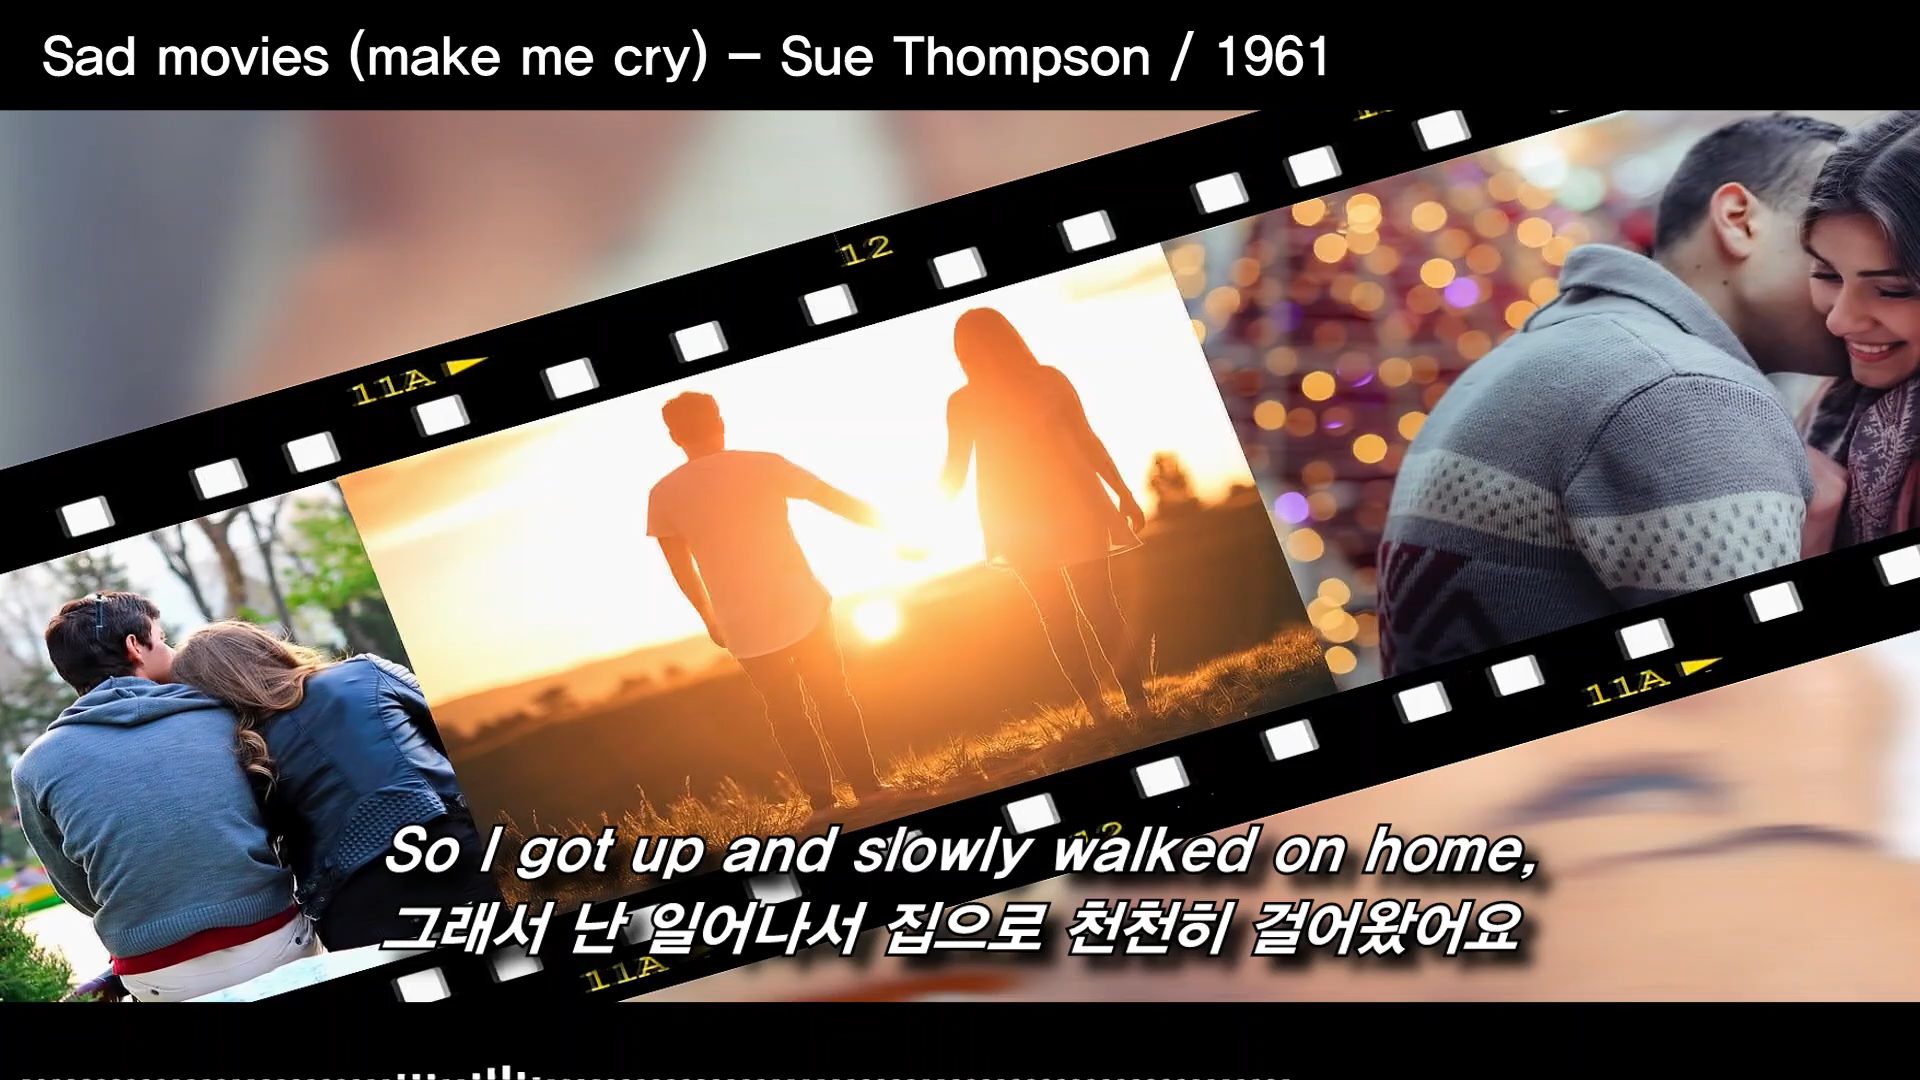 Sad movies (make me cry) – Sue Thompson / 1961
12
11A
11A
12
So I got up and slowly walked on home,
그래서 난 일어나서 집으로 천천히 걸어왔어요
11A